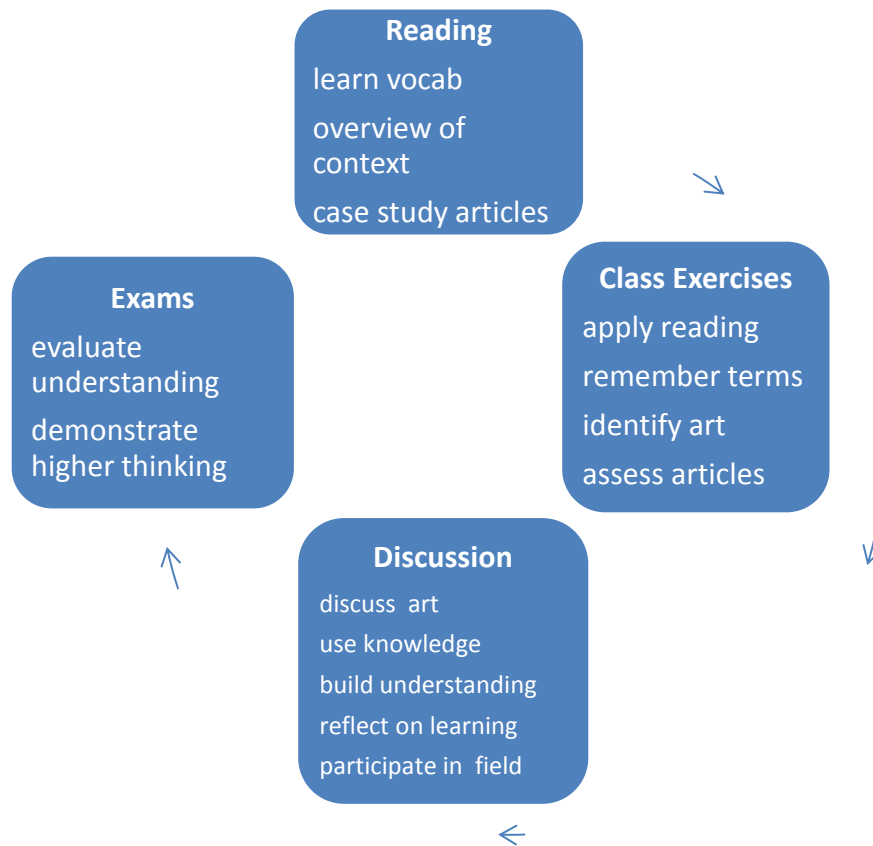 Reading
learn vocab
overview of
context
case study articles
Class Exercises
apply reading
remember terms
identify art
assess articles
Discussion
discuss  art
use knowledge
build understanding
reflect on learning
participate in  field
Exams
evaluate
understanding
demonstrate
higher thinking